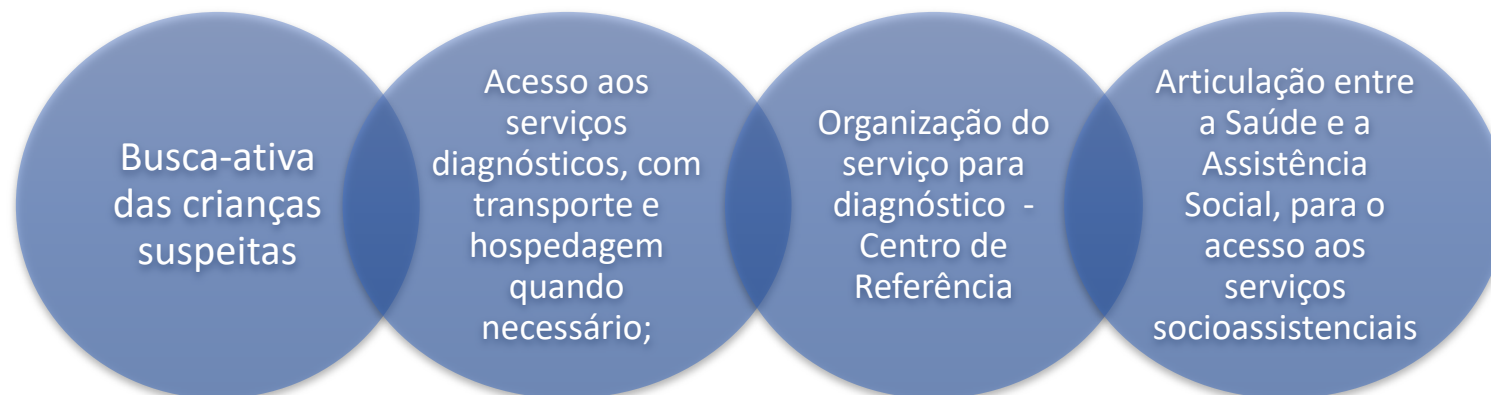 Busca-ativa
das crianças
suspeitas
Acesso aos
serviços
diagnósticos, com
transporte e
hospedagem
quando
necessário;
Organização do
serviço para
diagnóstico -
Centro de
Referência
Articulação entre
a Saúde e a
Assistência
Social, para o
acesso aos
serviços
socioassistenciais